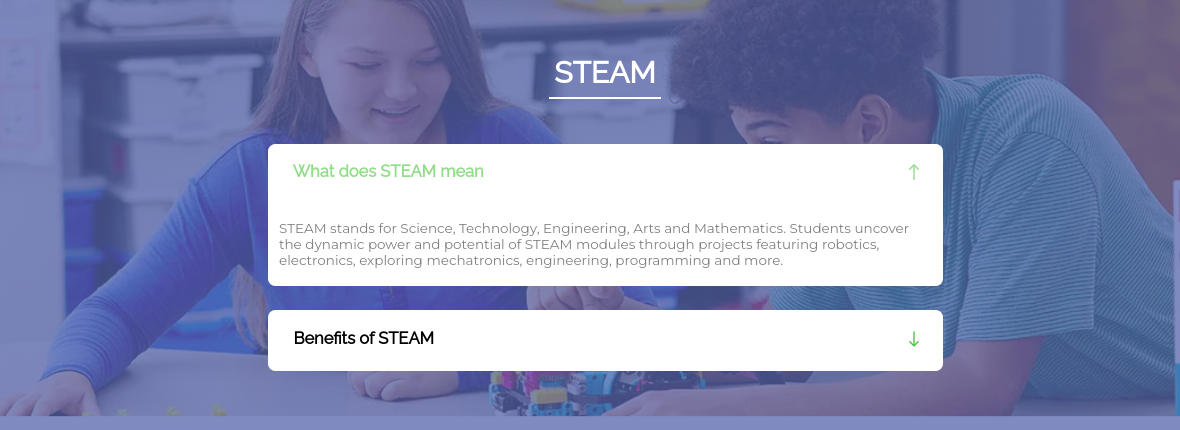 STEAM
What does STEAM mean
STEAM stands for Science, Technology, Engineering, Arts and Mathematics. Students uncover
the dynamic power and potential of STEAM modules through projects featuring robotics,
electronics, exploring mechatronics, engineering, programming and more.
Benefits of STEAM